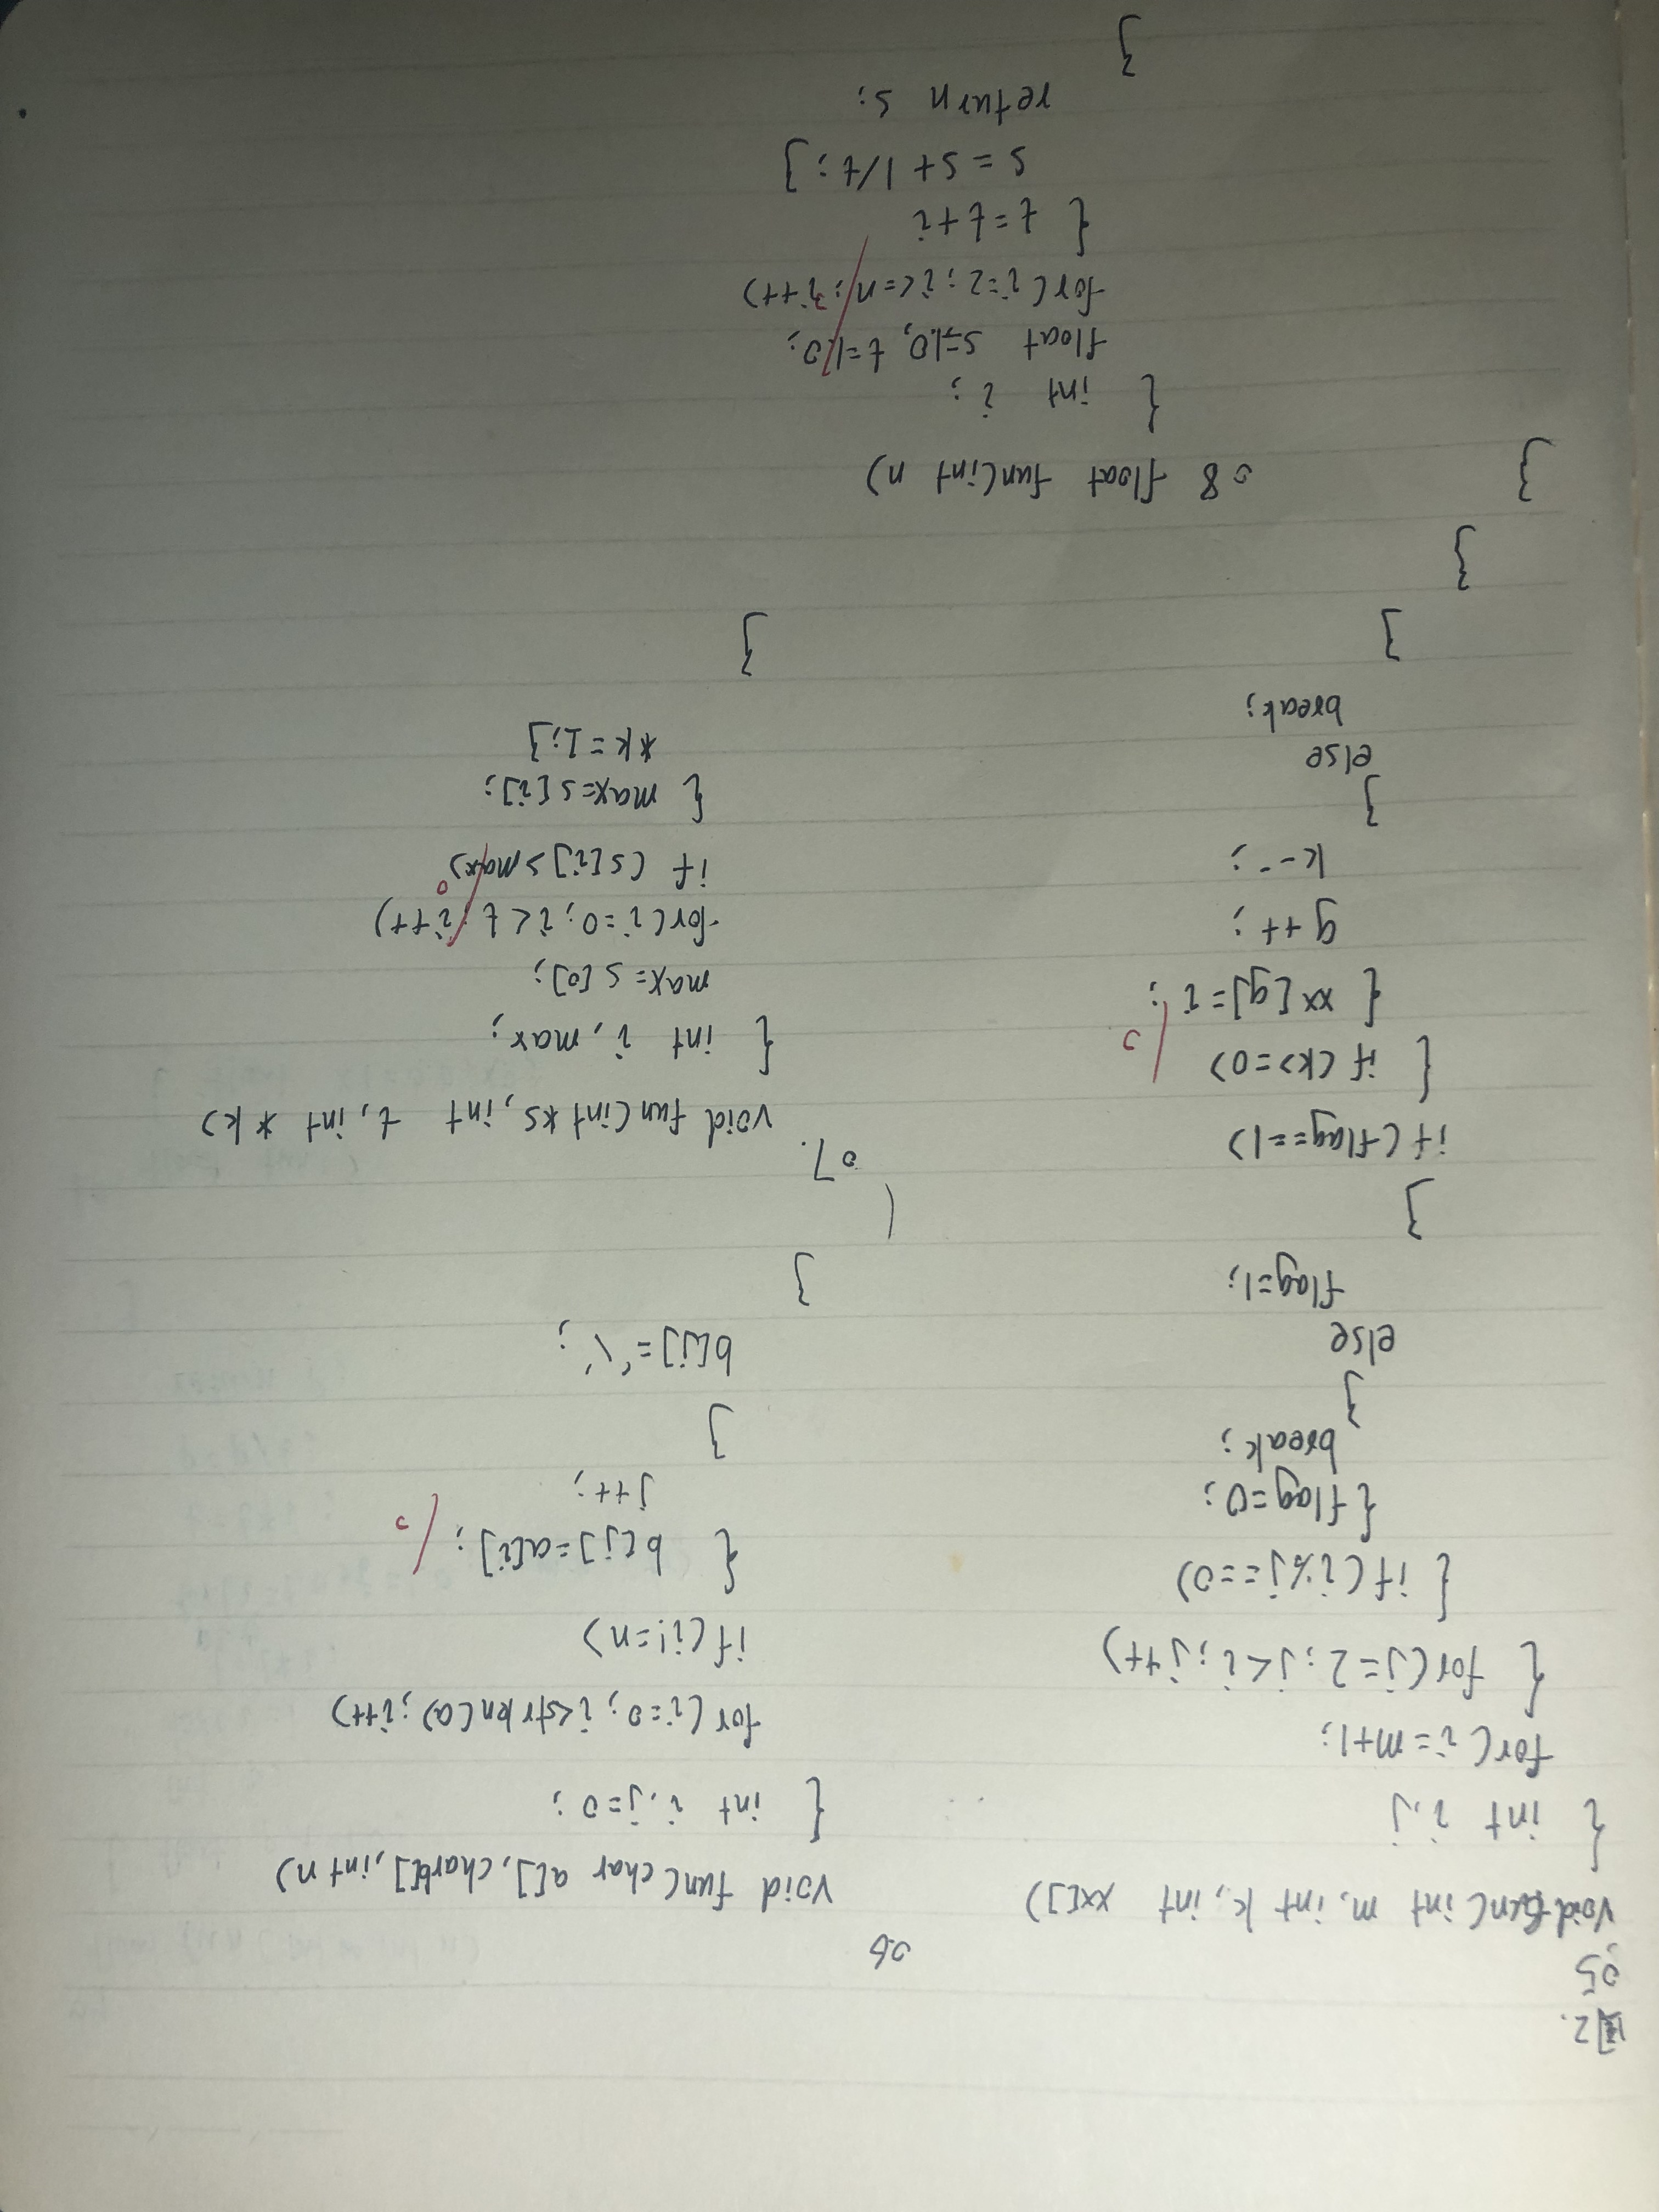 2.
05
void fun(int m, int k, int xx[])
{ int i,j
for(i=m+1;
{ for(j=2;j<i;j++)
{ if(i%j==0)
{ flag=0;
break;
}
else
flag=1;
}
if(flag==1)
{ if(k>=0)
{ xx[g]=i;
g++;
k--;
}
else
break;
}
}
}
06
void fun(char a[], char b[], int n)
{ int i,j=0;
for(i=0;i<strlen(a);i++)
if(i!=n)
{ b[j]=a[i];
j++;
}
b[j]='\';
}
07.
void fun(int *s, int t, int *k)
{ int i, max;
max=s[0];
for(i=0;i<t;i++)
if (s[i]>max)
{ max=s[i];
*k=1;}
}
08 float fun(int n)
{ int i;
float s=1.0, t=1.0;
for(i=2;i<=n;i++)
{ t=t+i
s=s+1/t;}
return s;
}